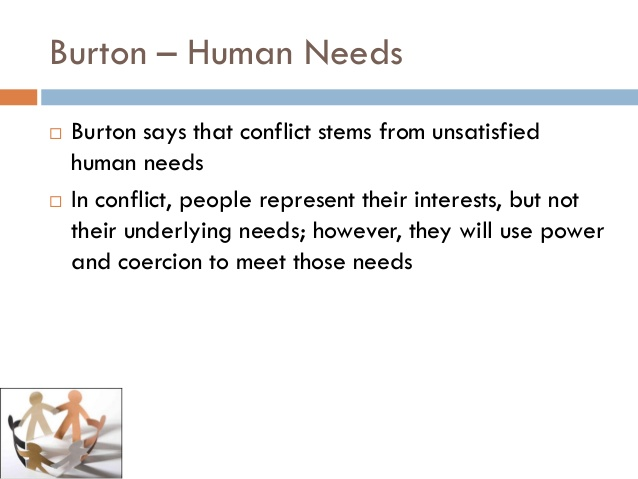 Burton – Human Needs
Burton says that conflict stems from unsatisfied
human needs
In conflict, people represent their interests, but not
their underlying needs; however, they will use power
and coercion to meet those needs